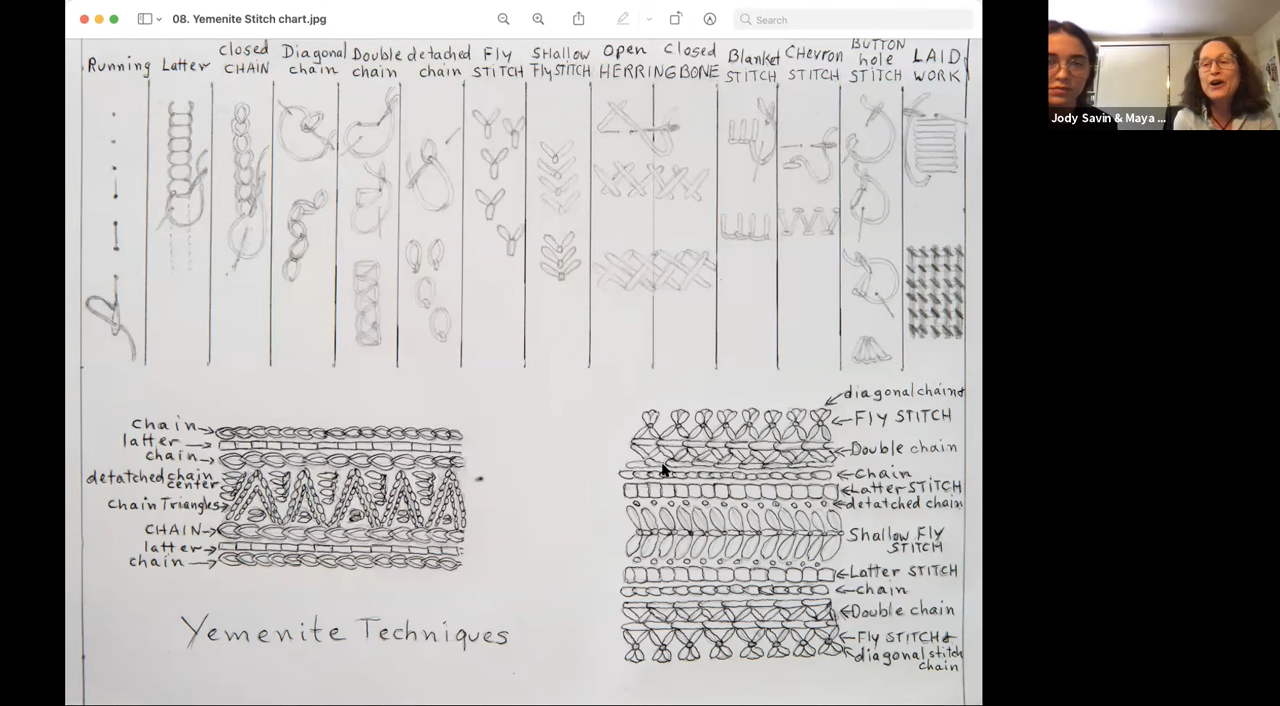 08. Yemenite Stitch chart.jpg
Search
Jody Savin & Maya ...
Running
Latter
Closed
CHAIN
Diagonal
chain
Double
chain
detached
chain
FLY
STITCH
SHallow
Fly STITCH
Open
Closed
HERRINGBONE
Blanket
STITCH
CHevron
STITCH
BUTTON
hole
STITCH
LAID
WORK
chain
latter
chain
detatched chain
center
chain Triangles
CHAIN
latter
chain
Yemenite Techniques
diagonal chain &
FLY STITCH
Double chain
chain
Latter STITCH
detatched chain
Shallow Fly
STITCH
Latter STITCH
chain
Double chain
Fly STITCH &
diagonal stitch
chain